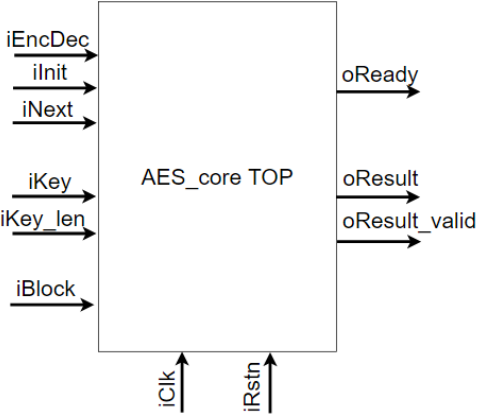 iEncDec
iInit
iNext
oReady
iKey
AES_core TOP
oResult
iKey_len
oResult_valid
iBlock
iClk
iRstn